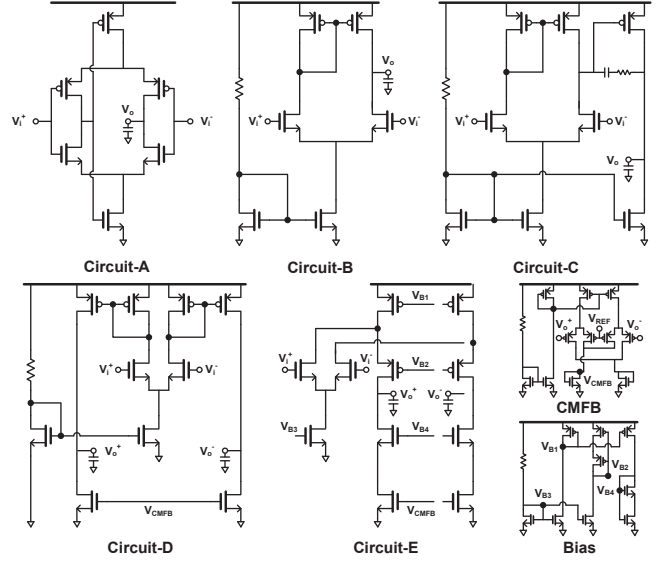 Vo
Vi+
Vo
Vi-
Vi+
Vi-
Vi+
Vi-
Vo
Circuit-A
Circuit-B
Circuit-C
VB1
VREF
Vo+
Vo-
Vi+
Vi-
Vi+
Vi-
VB2
Vo+
Vo-
VCMFB
CMFB
VB3
VB4
Vo+
Vo-
VB1
VB2
VB3
VB4
VCMFB
VCMFB
Circuit-D
Circuit-E
Bias